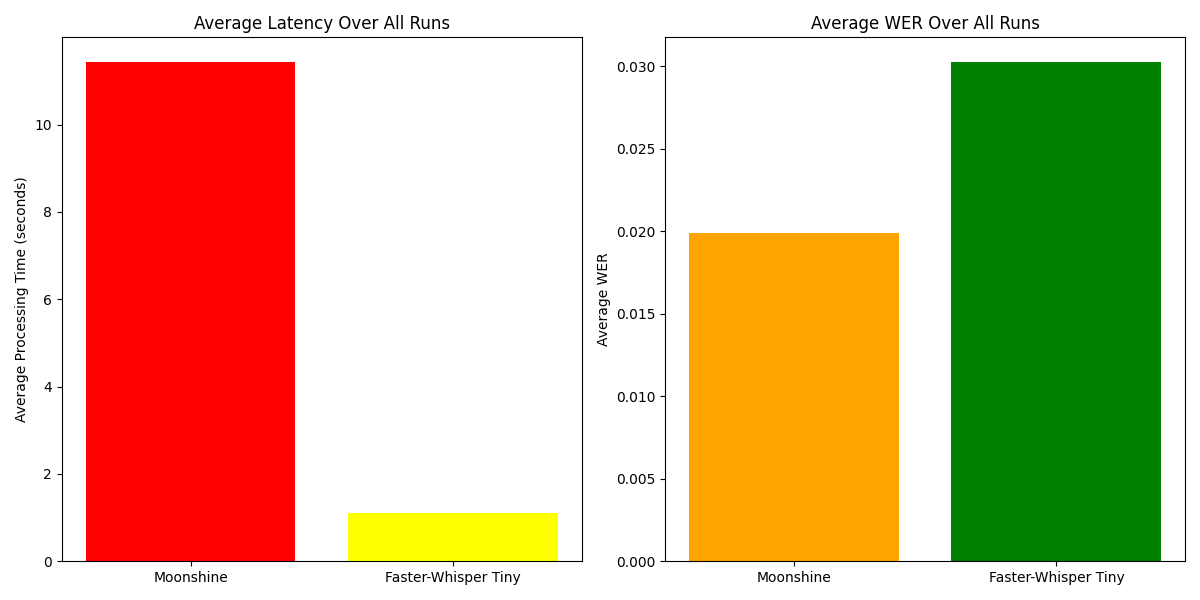 Average Latency Over All Runs
Average Processing Time (seconds)
10
8
6
4
2
0
Moonshine
Faster-Whisper Tiny
Average WER Over All Runs
Average WER
0.030
0.025
0.020
0.015
0.010
0.005
0.000
Moonshine
Faster-Whisper Tiny